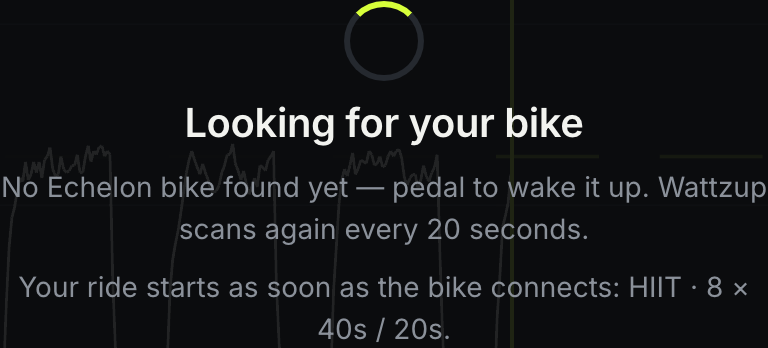 Looking for your bike
No Echelon bike found yet — pedal to wake it up. Wattzup
scans again every 20 seconds.
Your ride starts as soon as the bike connects: HIIT · 8 ×
40s / 20s.